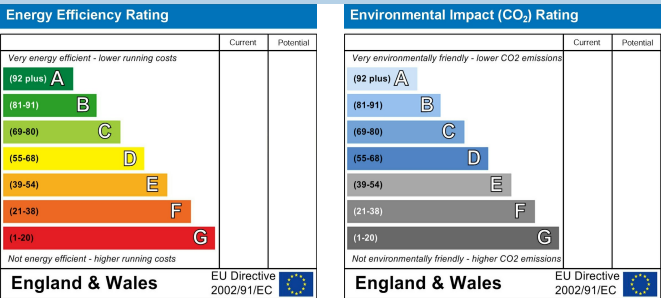 Energy Efficiency Rating
Current Potential
Very energy efficient - lower running costs
(92 plus) A
(81-91) B
(69-80) C
(55-68) D
(39-54) E
(21-38) F
(1-20) G
Not energy efficient - higher running costs
England & Wales
EU Directive
2002/91/EC
Environmental Impact (CO₂) Rating
Current Potential
Very environmentally friendly - lower CO2 emissions
(92 plus) A
(81-91) B
(69-80) C
(55-68) D
(39-54) E
(21-38) F
(1-20) G
Not environmentally friendly - higher CO2 emissions
England & Wales
EU Directive
2002/91/EC